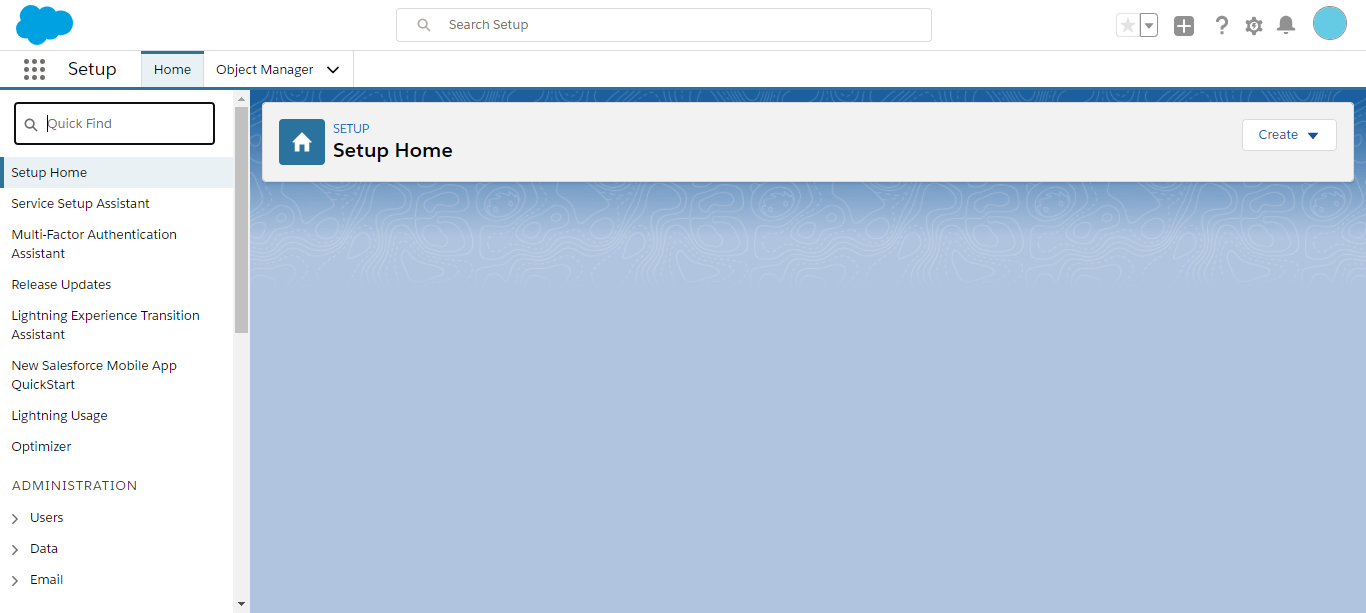 Search Setup
Setup
Home
Object Manager
Quick Find
Setup Home
Service Setup Assistant
Multi-Factor Authentication
Assistant
Release Updates
Lightning Experience Transition
Assistant
New Salesforce Mobile App
QuickStart
Lightning Usage
Optimizer
ADMINISTRATION
Users
Data
Email
SETUP
Setup Home
Create